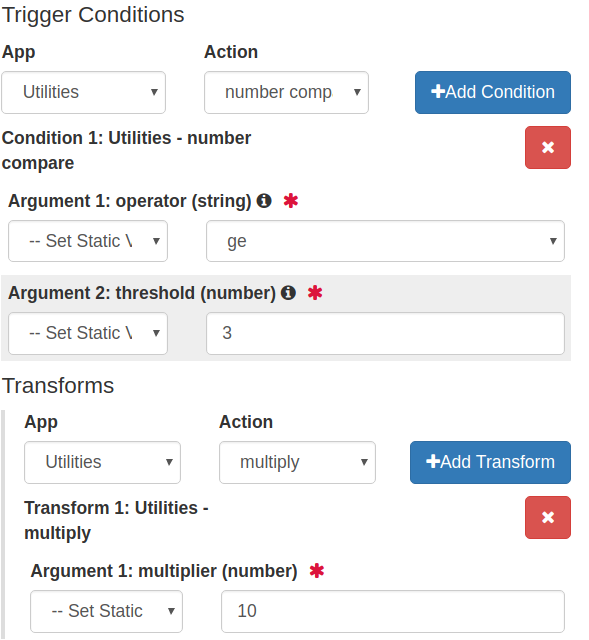 Trigger Conditions
App Action
Utilities number comp Add Condition
Condition 1: Utilities - number
compare
Argument 1: operator (string)
-- Set Static V ge
Argument 2: threshold (number)
-- Set Static V 3
Transforms
App Action
Utilities multiply Add Transform
Transform 1: Utilities -
multiply
Argument 1: multiplier (number)
-- Set Static 10